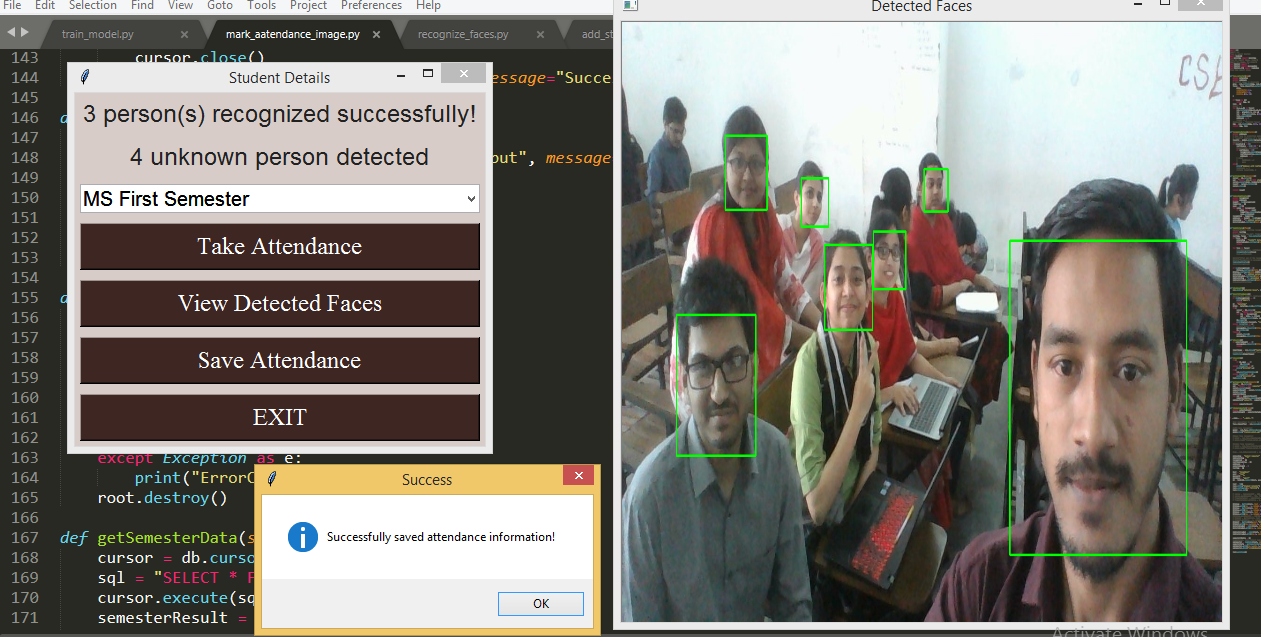 File Edit Selection Find View Goto Tools Project Preferences Help
train_model.py × mark_aatendance_image.py × recognize_faces.py × add_st
143 cursor.close()
144 essage="Succe
145
146
147
148 out", message
149
150
151
152
153
154
155
156
157
158
159
160
161
162
163 except Exception as e:
164 print("Error
165 root.destroy()
166
167 def getSemesterData(s
168 cursor = db.curso
169 sql = "SELECT * F
170 cursor.execute(sq
171 semesterResult =
Student Details
3 person(s) recognized successfully!
4 unknown person detected
MS First Semester
Take Attendance
View Detected Faces
Save Attendance
EXIT
Success
Successfully saved attendance information!
OK
Detected Faces
CSE
Activate Windows